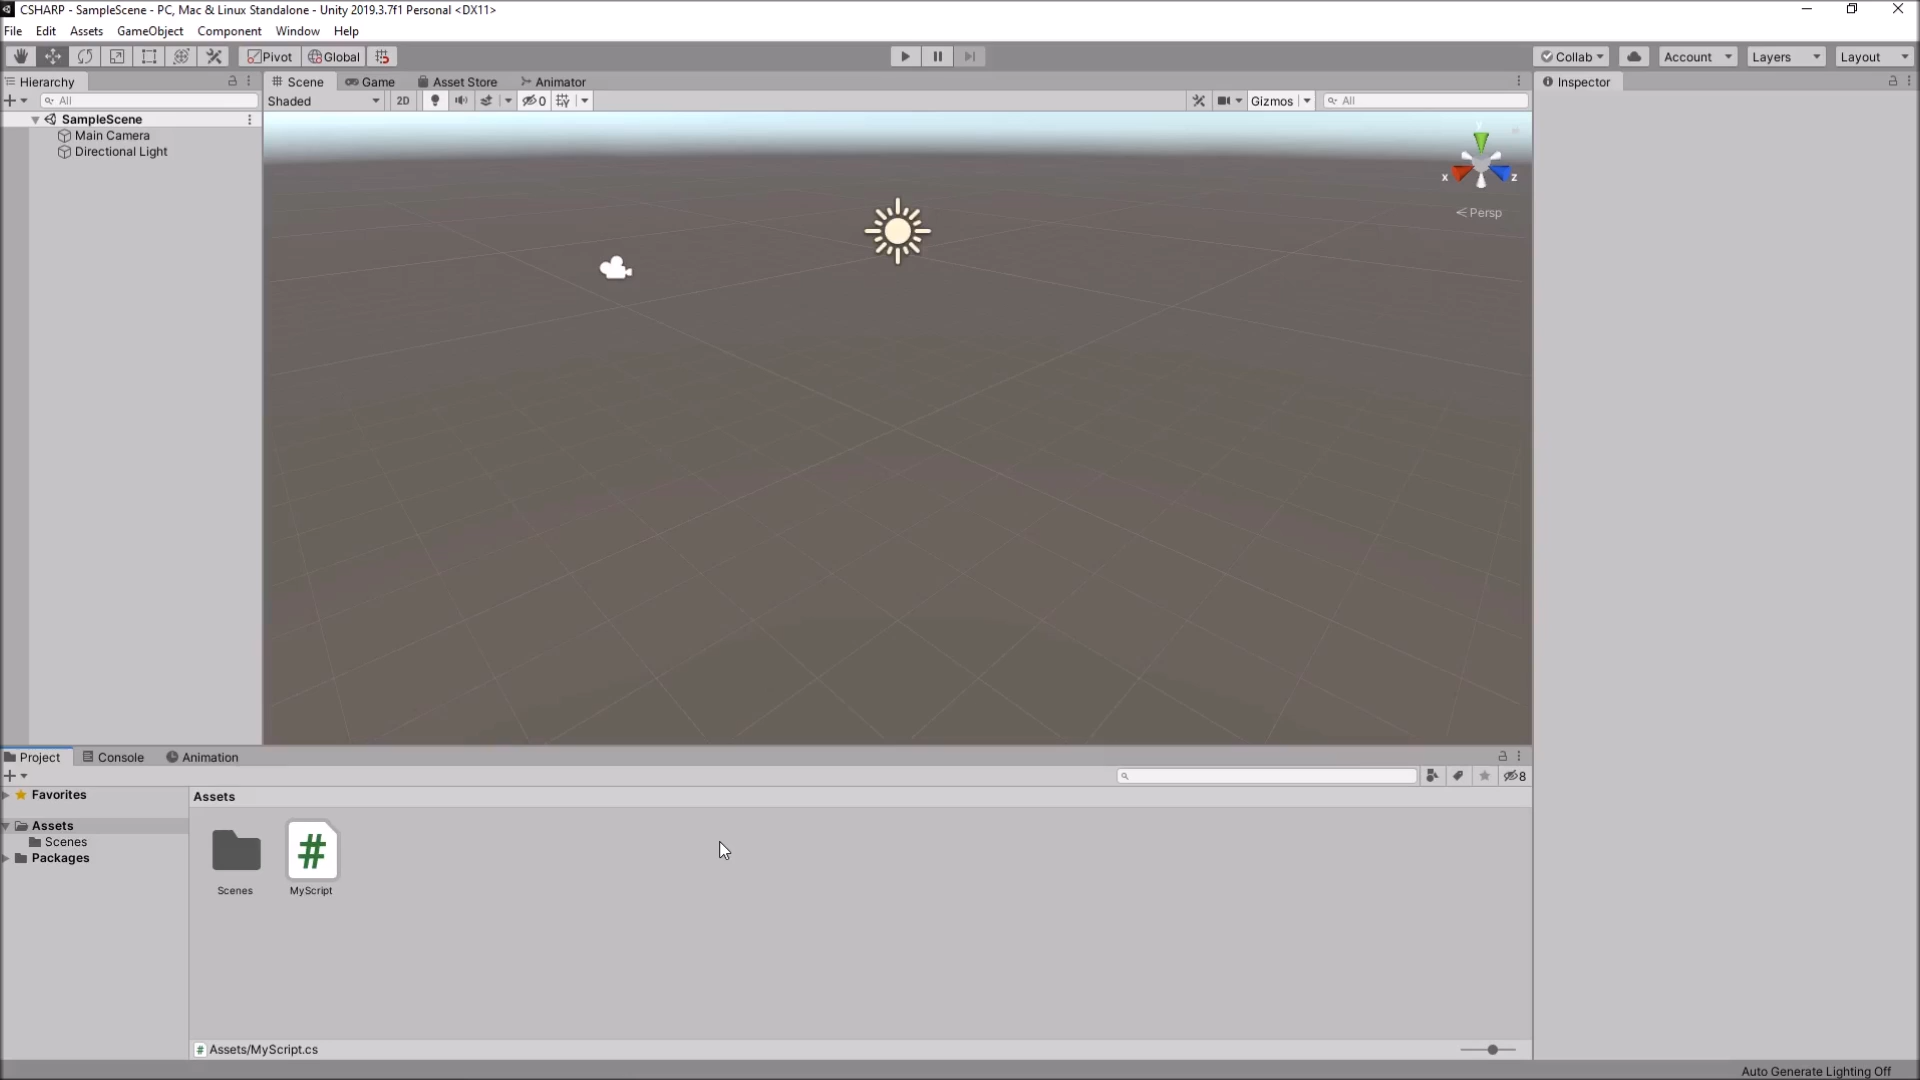 CSHARP - SampleScene - PC, Mac & Linux Standalone - Unity 2019.3.7f1 Personal <DX11>
File Edit Assets GameObject Component Window Help
Pivot Global Collab Account Layers Layout
Hierarchy Scene Game Asset Store Animator Inspector
All Shaded 2D 0 Gizmos All
SampleScene
Main Camera
Directional Light
y
x z
Persp
Project Console Animation
8
Favorites
Assets
Assets
Scenes
Packages
Scenes MyScript
Assets/MyScript.cs
Auto Generate Lighting Off